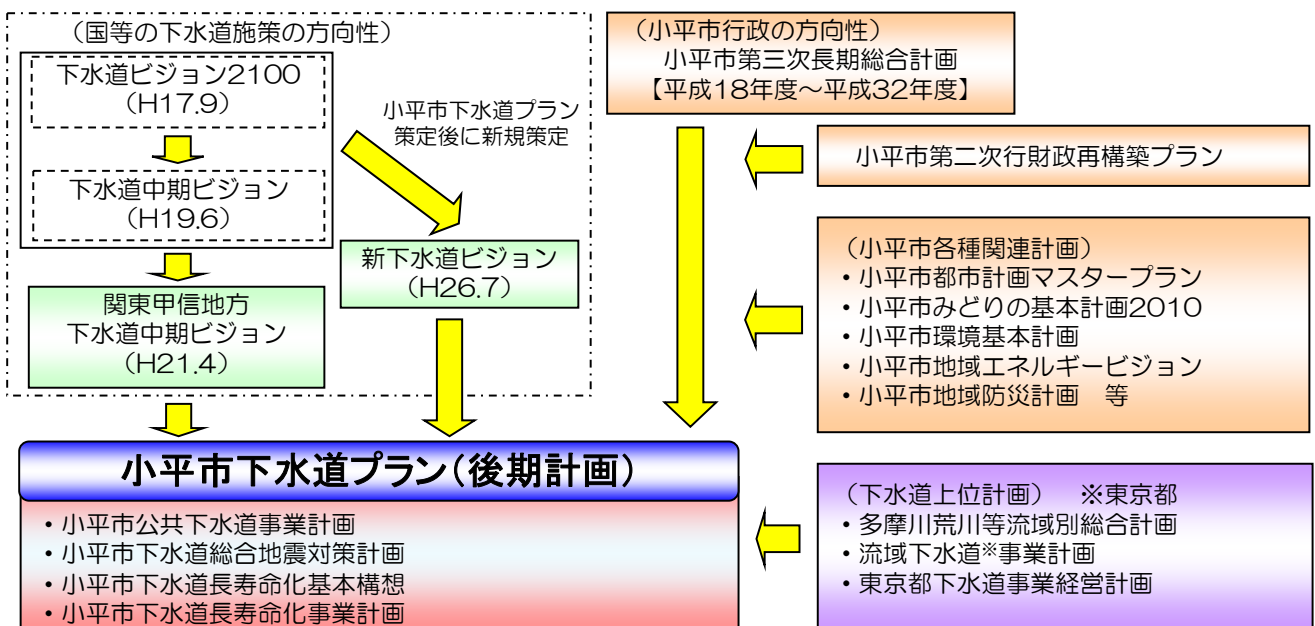 （国等の下水道施策の方向性）
下水道ビジョン2100
（H17.9）
下水道中期ビジョン
（H19.6）
小平市下水道プラン
策定後に新規策定
関東甲信地方
下水道中期ビジョン
（H21.4）
新下水道ビジョン
（H26.7）
（小平市行政の方向性）
小平市第三次長期総合計画
【平成18年度～平成32年度】
小平市第二次行財政再構築プラン
（小平市各種関連計画）
・小平市都市計画マスタープラン
・小平市みどりの基本計画2010
・小平市環境基本計画
・小平市地域エネルギービジョン
・小平市地域防災計画　等
小平市下水道プラン（後期計画）
・小平市公共下水道事業計画
・小平市下水道総合地震対策計画
・小平市下水道長寿命化基本構想
・小平市下水道長寿命化事業計画
（下水道上位計画）　※東京都
・多摩川荒川等流域別総合計画
・流域下水道※事業計画
・東京都下水道事業経営計画